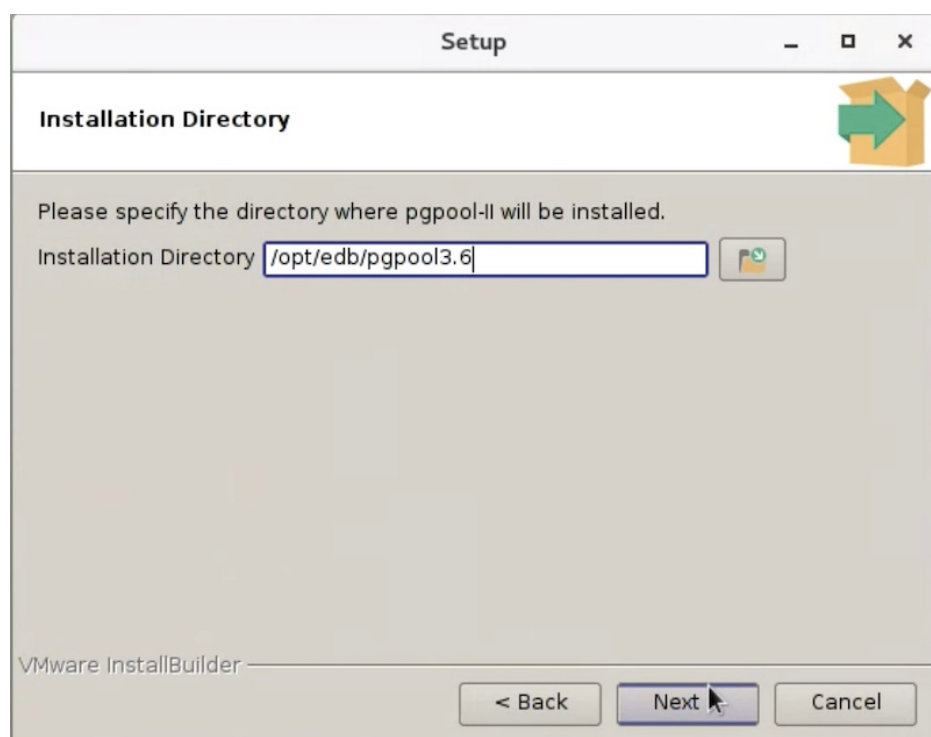 Setup
Installation Directory
Please specify the directory where pgpool-II will be installed.
Installation Directory /opt/edb/pgpool3.6
VMware InstallBuilder
< Back Next Cancel